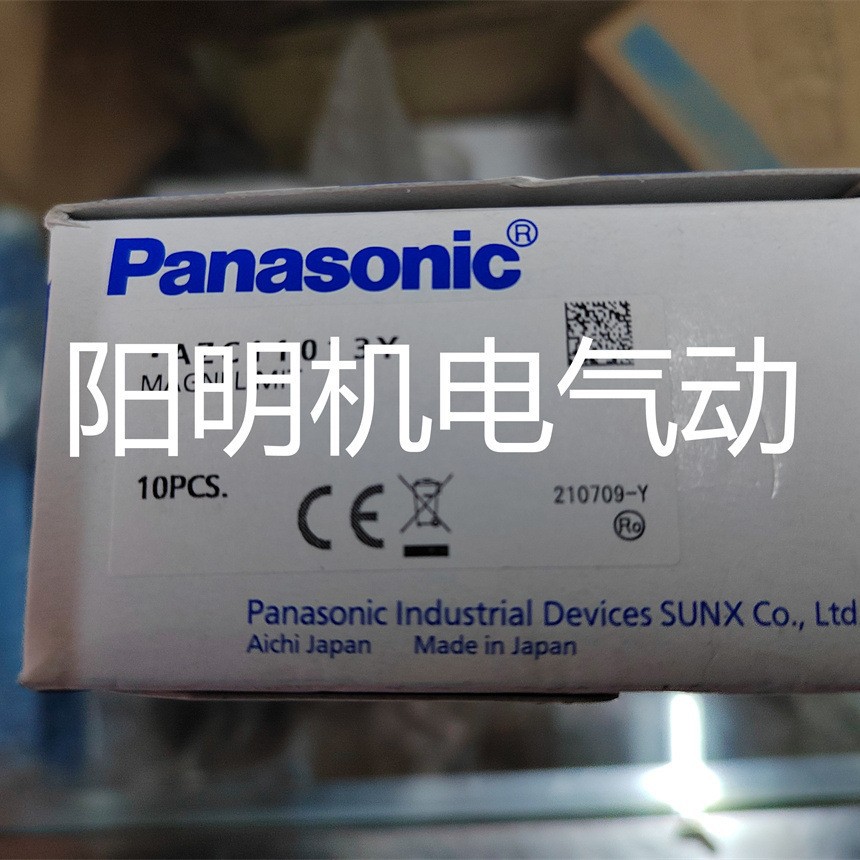 Panasonic®
阳明机电气动
10PCS.
CE
210709-Y
Ro
Panasonic Industrial Devices SUNX Co., Ltd
Aichi Japan Made in Japan